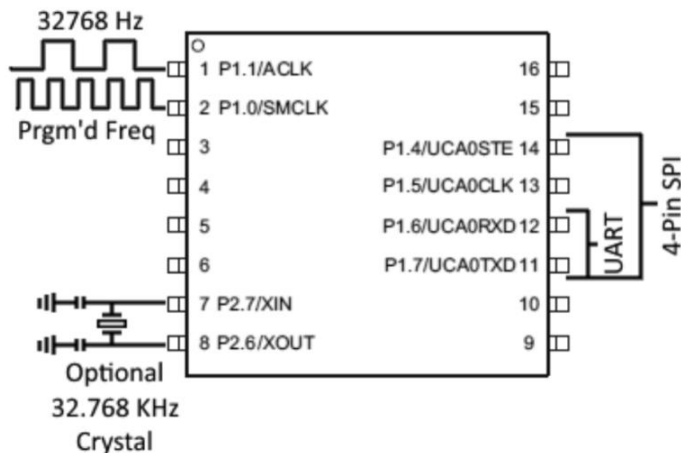 32768 Hz
1 P1.1/ACLK
16
2 P1.0/SMCLK
15
Prgm'd Freq
3
P1.4/UCA0STE 14
4
P1.5/UCA0CLK 13
5
P1.6/UCA0RXD 12
6
P1.7/UCA0TXD 11
UART
4-Pin SPI
7 P2.7/XIN
10
8 P2.6/XOUT
9
Optional
32.768 KHz
Crystal